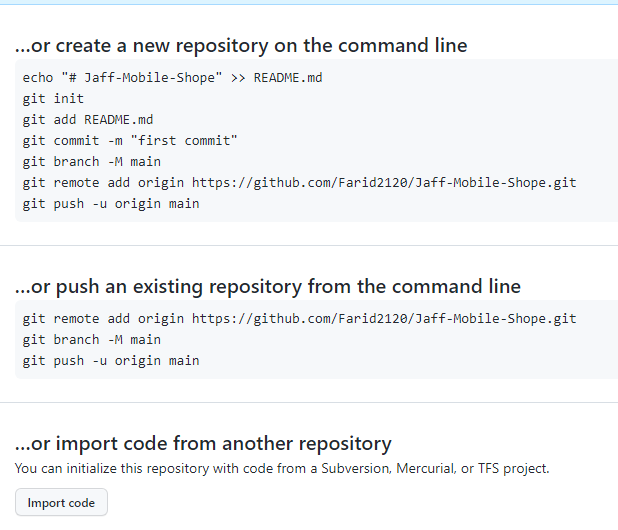 ...or create a new repository on the command line
echo "# Jaff-Mobile-Shope" >> README.md
git init
git add README.md
git commit -m "first commit"
git branch -M main
git remote add origin https://github.com/Farid2120/Jaff-Mobile-Shope.git
git push -u origin main
...or push an existing repository from the command line
git remote add origin https://github.com/Farid2120/Jaff-Mobile-Shope.git
git branch -M main
git push -u origin main
...or import code from another repository
You can initialize this repository with code from a Subversion, Mercurial, or TFS project.
Import code